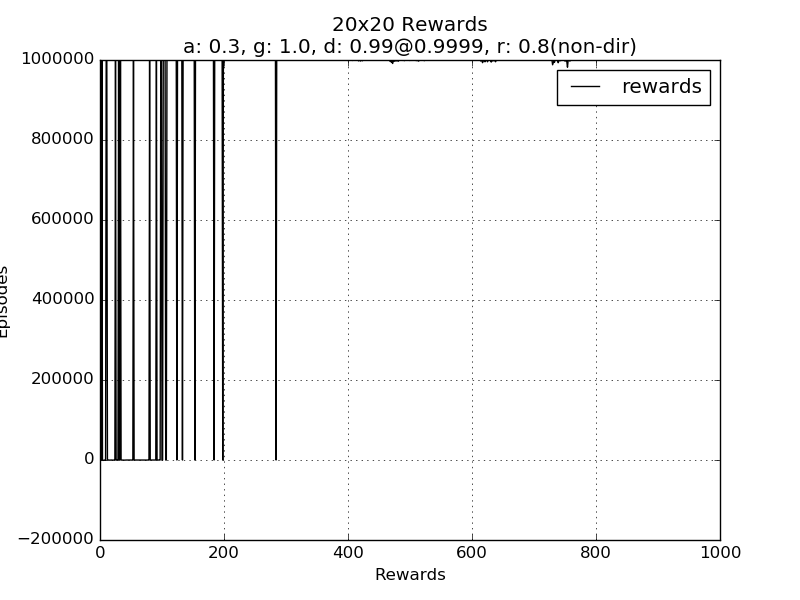 20x20 Rewards
a: 0.3, g: 1.0, d: 0.99@0.9999, r: 0.8(non-dir)
1000000
rewards
800000
600000
400000
Episodes
200000
0
−200000
0 200 400 600 800 1000
Rewards